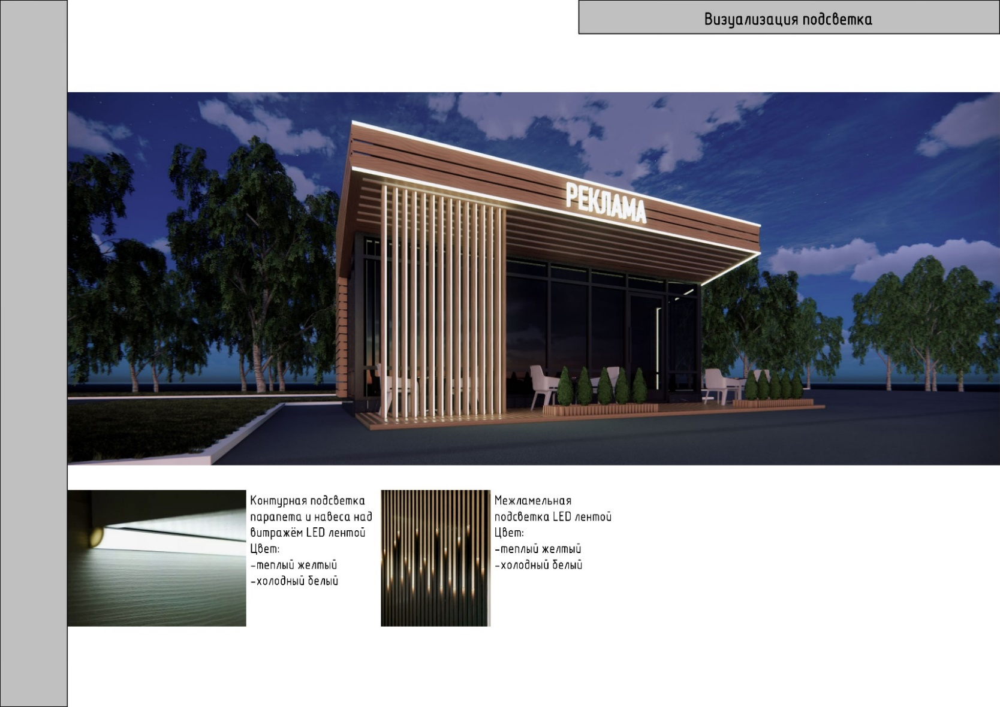 Визуализация подсветка
РЕКЛАМА
Контурная подсветка
парапета и навеса над
витражём LED лентой
Цвет:
-теплый желтый
-холодный белый
Межламельная
подсветка LED лентой
Цвет:
-теплый желтый
-холодный белый